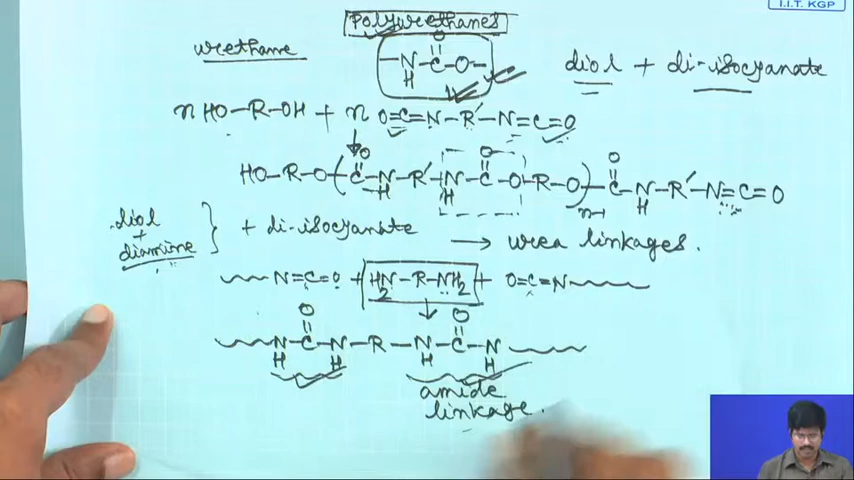 I.I.T. KGP
Polyurethanes
urethane
O
—N—C—O—
H
diol + di-isocyanate
n HO—R—OH + n O=C=N—R′—N=C=O
O O O
HO—R—O—(C—N—R′—N—C—O—R—O)—C—N—R′—N=C=O
H H n-1 H
diol
+
diamine } + di-isocyanate → urea linkages.
N=C=O + H2N—R—NH2 + O=C=N
O O
N—C—N—R—N—C—N
H H H H
amide
linkage.